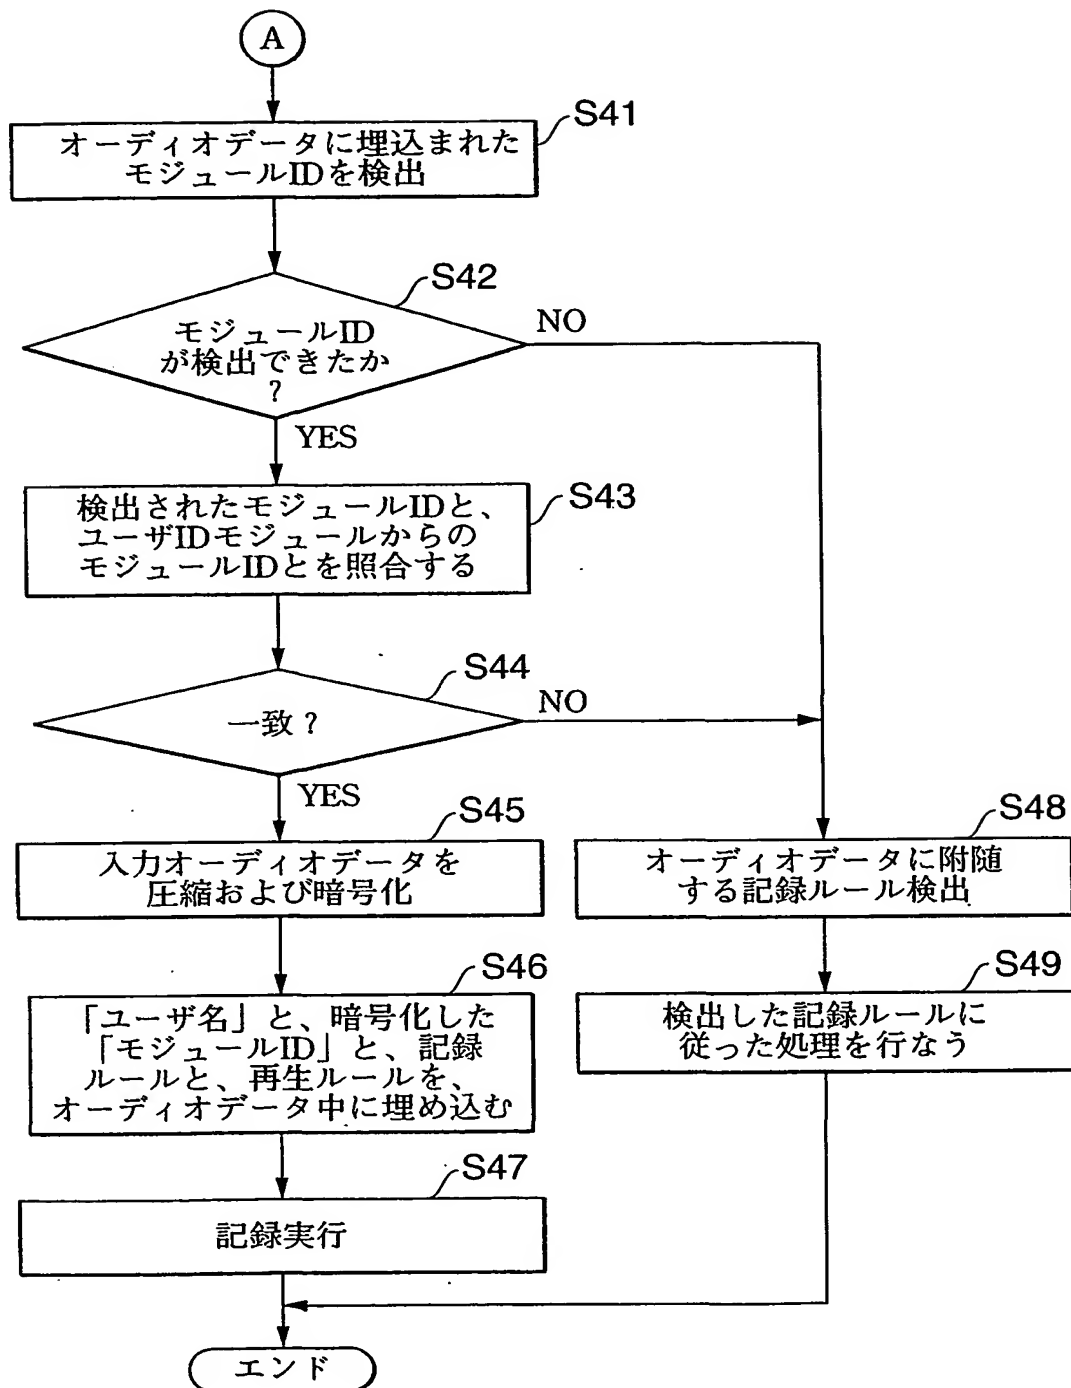 A
S41
オーディオデータに埋込まれた
モジュールIDを検出
S42
モジュールID
が検出できたか
?
NO
YES
S43
検出されたモジュールIDと、
ユーザIDモジュールからの
モジュールIDとを照合する
S44
一致?
NO
YES
S45
入力オーディオデータを
圧縮および暗号化
S48
オーディオデータに附随
する記録ルール検出
S46
「ユーザ名」と、暗号化した
「モジュールID」と、記録
ルールと、再生ルールを、
オーディオデータ中に埋め込む
S49
検出した記録ルールに
従った処理を行なう
S47
記録実行
エンド